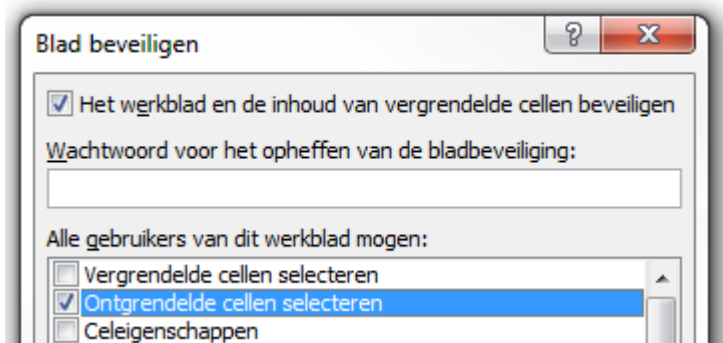 Blad beveiligen
Het werkblad en de inhoud van vergrendelde cellen beveiligen
Wachtwoord voor het opheffen van de bladbeveiliging:
Alle gebruikers van dit werkblad mogen:
Vergrendelde cellen selecteren
Ontgrendelde cellen selecteren
Celeigenschappen